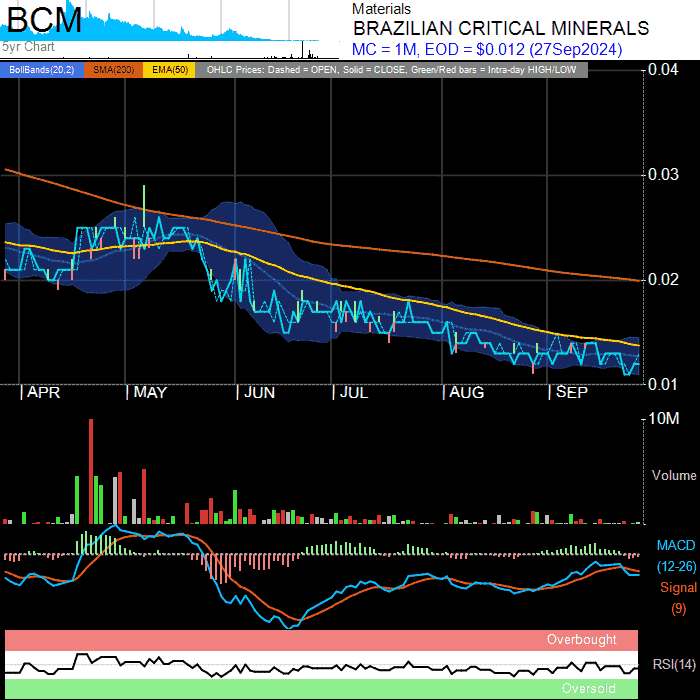 BCM
5yr Chart
Materials
BRAZILIAN CRITICAL MINERALS
MC = 1M, EOD = $0.012 (27Sep2024)
BollBands(20,2) SMA(200) EMA(50) OHLC Prices: Dashed = OPEN, Solid = CLOSE, Green/Red bars = Intra-day HIGH/LOW
0.04
0.03
0.02
0.01
APR MAY JUN JUL AUG SEP
10M
Volume
MACD
(12-26)
Signal
(9)
Overbought
RSI(14)
Oversold